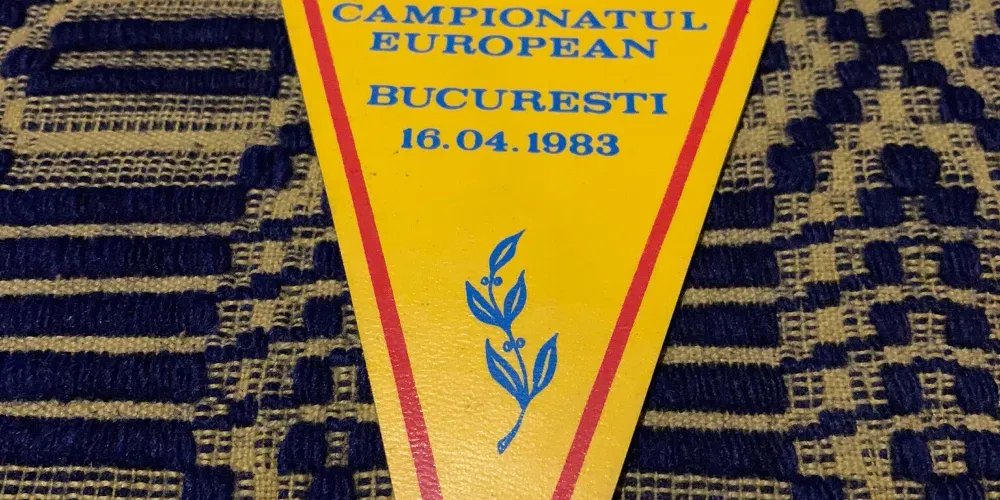 CAMPIONATUL
EUROPEAN
BUCURESTI
16.04.1983